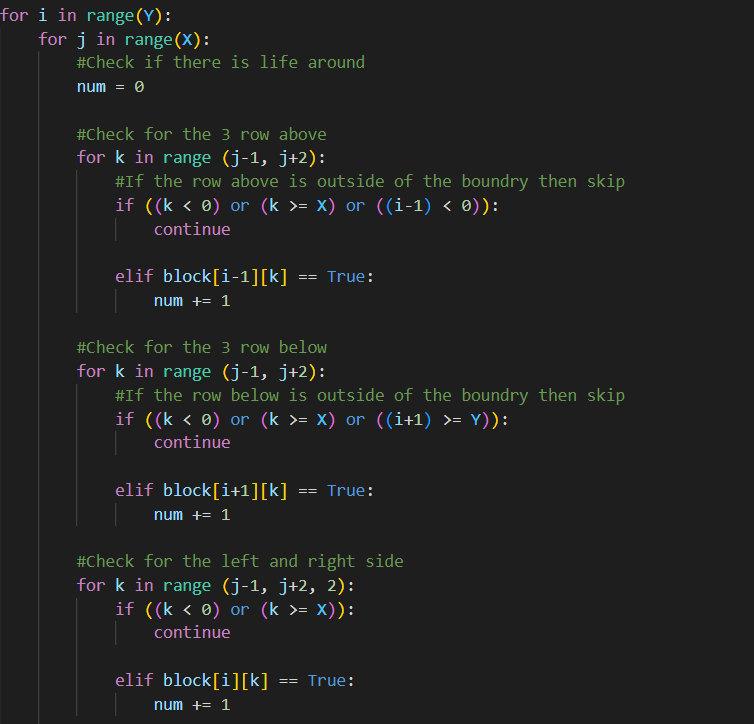 for i in range(Y):
    for j in range(X):
        #Check if there is life around
        num = 0

        #Check for the 3 row above
        for k in range (j-1, j+2):
            #If the row above is outside of the boundry then skip
            if ((k < 0) or (k >= X) or ((i-1) < 0)):
                continue

            elif block[i-1][k] == True:
                num += 1

        #Check for the 3 row below
        for k in range (j-1, j+2):
            #If the row below is outside of the boundry then skip
            if ((k < 0) or (k >= X) or ((i+1) >= Y)):
                continue

            elif block[i+1][k] == True:
                num += 1

        #Check for the left and right side
        for k in range (j-1, j+2, 2):
            if ((k < 0) or (k >= X)):
                continue

            elif block[i][k] == True:
                num += 1